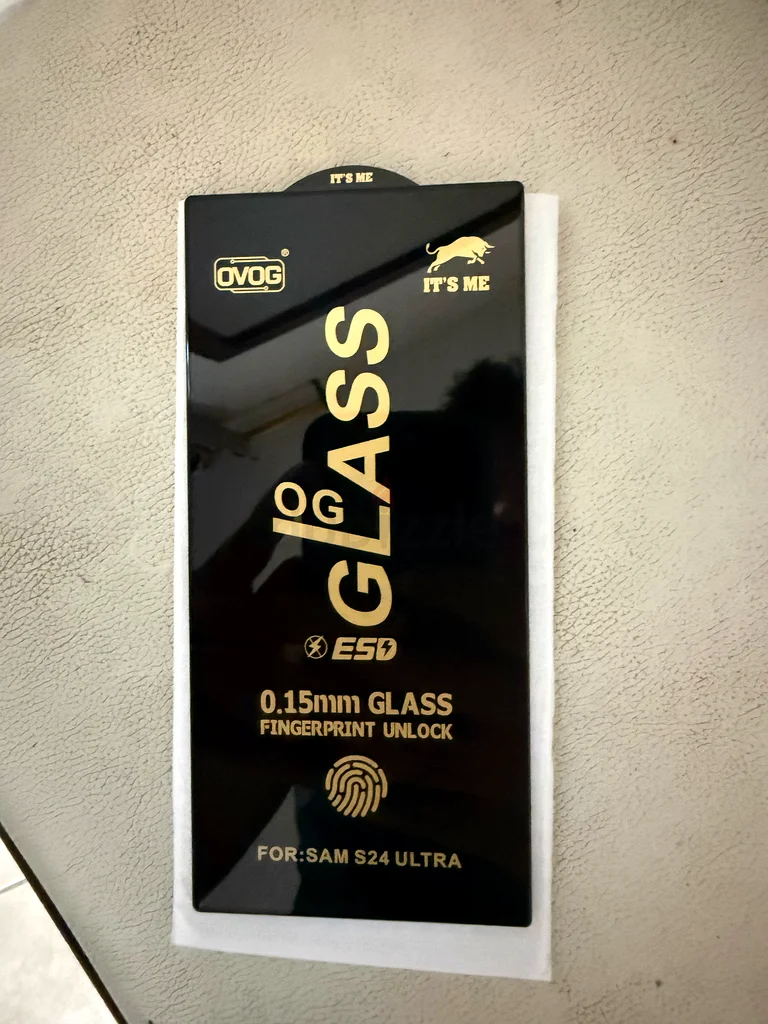 IT'S ME
OVOG®
IT'S ME
OG
GLASS
ESD
0.15mm GLASS
FINGERPRINT UNLOCK
FOR:SAM S24 ULTRA